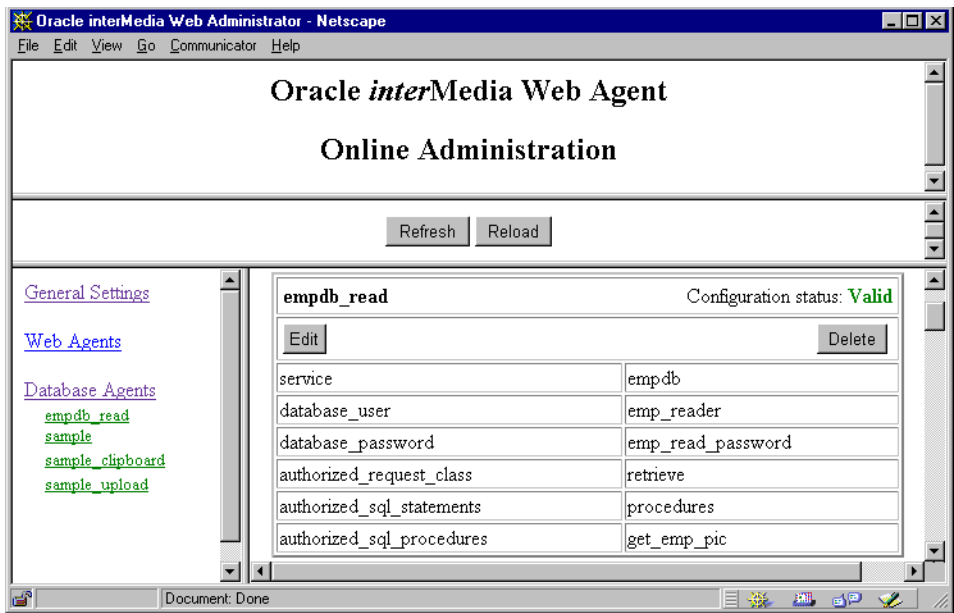 Oracle interMedia Web Administrator - Netscape
File Edit View Go Communicator Help
Oracle interMedia Web Agent
Online Administration
Refresh Reload
General Settings
Web Agents
Database Agents
empdb_read
sample
sample_clipboard
sample_upload
empdb_read Configuration status: Valid
Edit Delete
service empdb
database_user emp_reader
database_password emp_read_password
authorized_request_class retrieve
authorized_sql_statements procedures
authorized_sql_procedures get_emp_pic
Document: Done